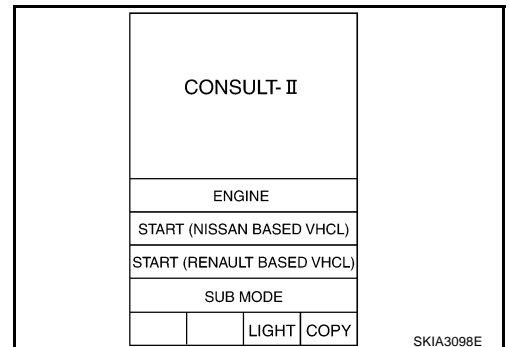 CONSULT-II
ENGINE
START (NISSAN BASED VHCL)
START (RENAULT BASED VHCL)
SUB MODE
LIGHT COPY
SKIA3098E